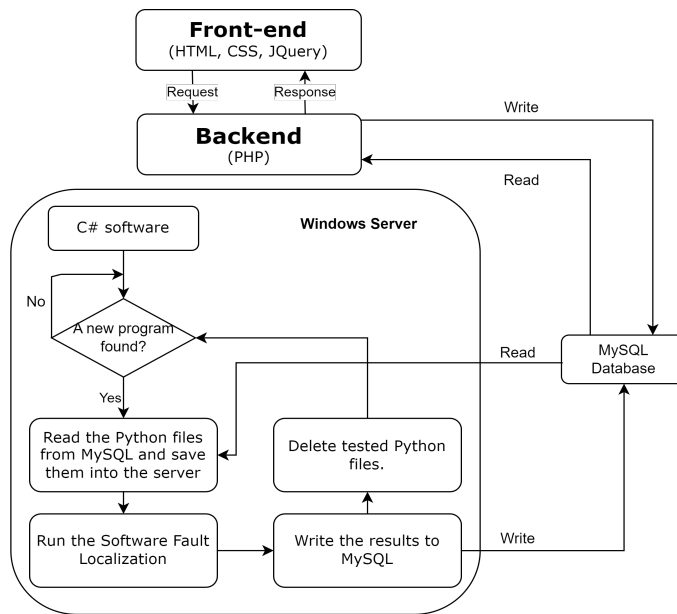 Front-end
(HTML, CSS, JQuery)
Request
Response
Backend
(PHP)
Write
Read
Windows Server
C# software
No
A new program
found?
Yes
Read
MySQL
Database
Read the Python files
from MySQL and save
them into the server
Delete tested Python
files.
Run the Software Fault
Localization
Write the results to
MySQL
Write